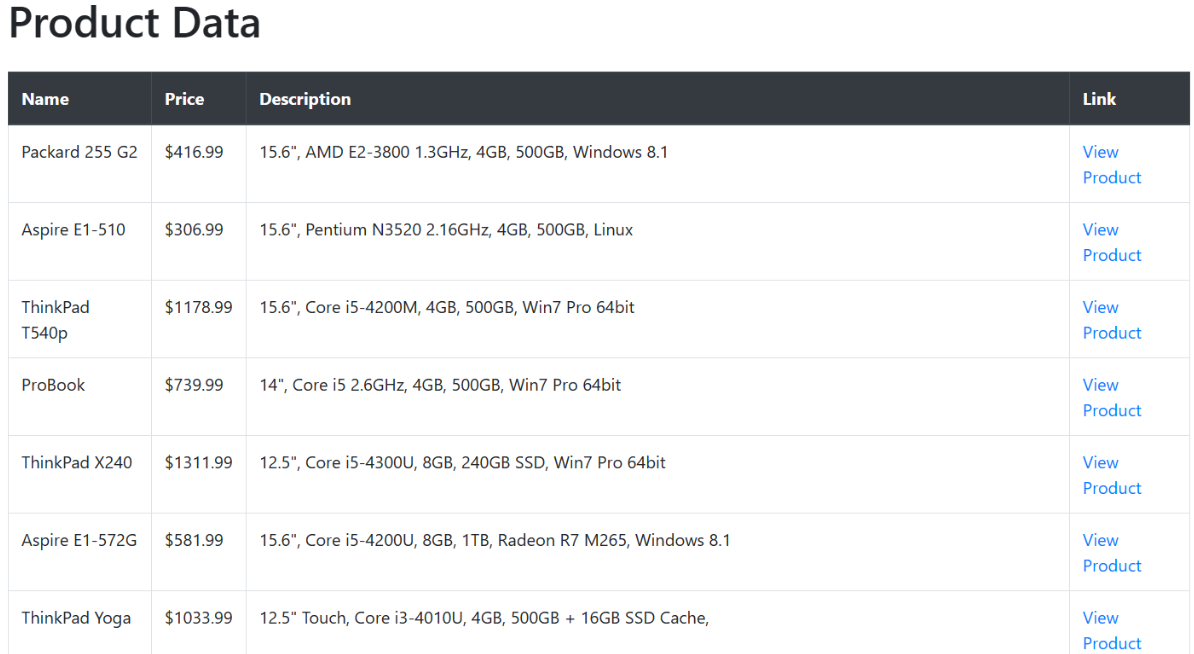 Product Data
Name Price Description Link
Packard 255 G2 $416.99 15.6", AMD E2-3800 1.3GHz, 4GB, 500GB, Windows 8.1 View
Product
Aspire E1-510 $306.99 15.6", Pentium N3520 2.16GHz, 4GB, 500GB, Linux View
Product
ThinkPad $1178.99 15.6", Core i5-4200M, 4GB, 500GB, Win7 Pro 64bit View
T540p Product
ProBook $739.99 14", Core i5 2.6GHz, 4GB, 500GB, Win7 Pro 64bit View
Product
ThinkPad X240 $1311.99 12.5", Core i5-4300U, 8GB, 240GB SSD, Win7 Pro 64bit View
Product
Aspire E1-572G $581.99 15.6", Core i5-4200U, 8GB, 1TB, Radeon R7 M265, Windows 8.1 View
Product
ThinkPad Yoga $1033.99 12.5" Touch, Core i3-4010U, 4GB, 500GB + 16GB SSD Cache, View
Product